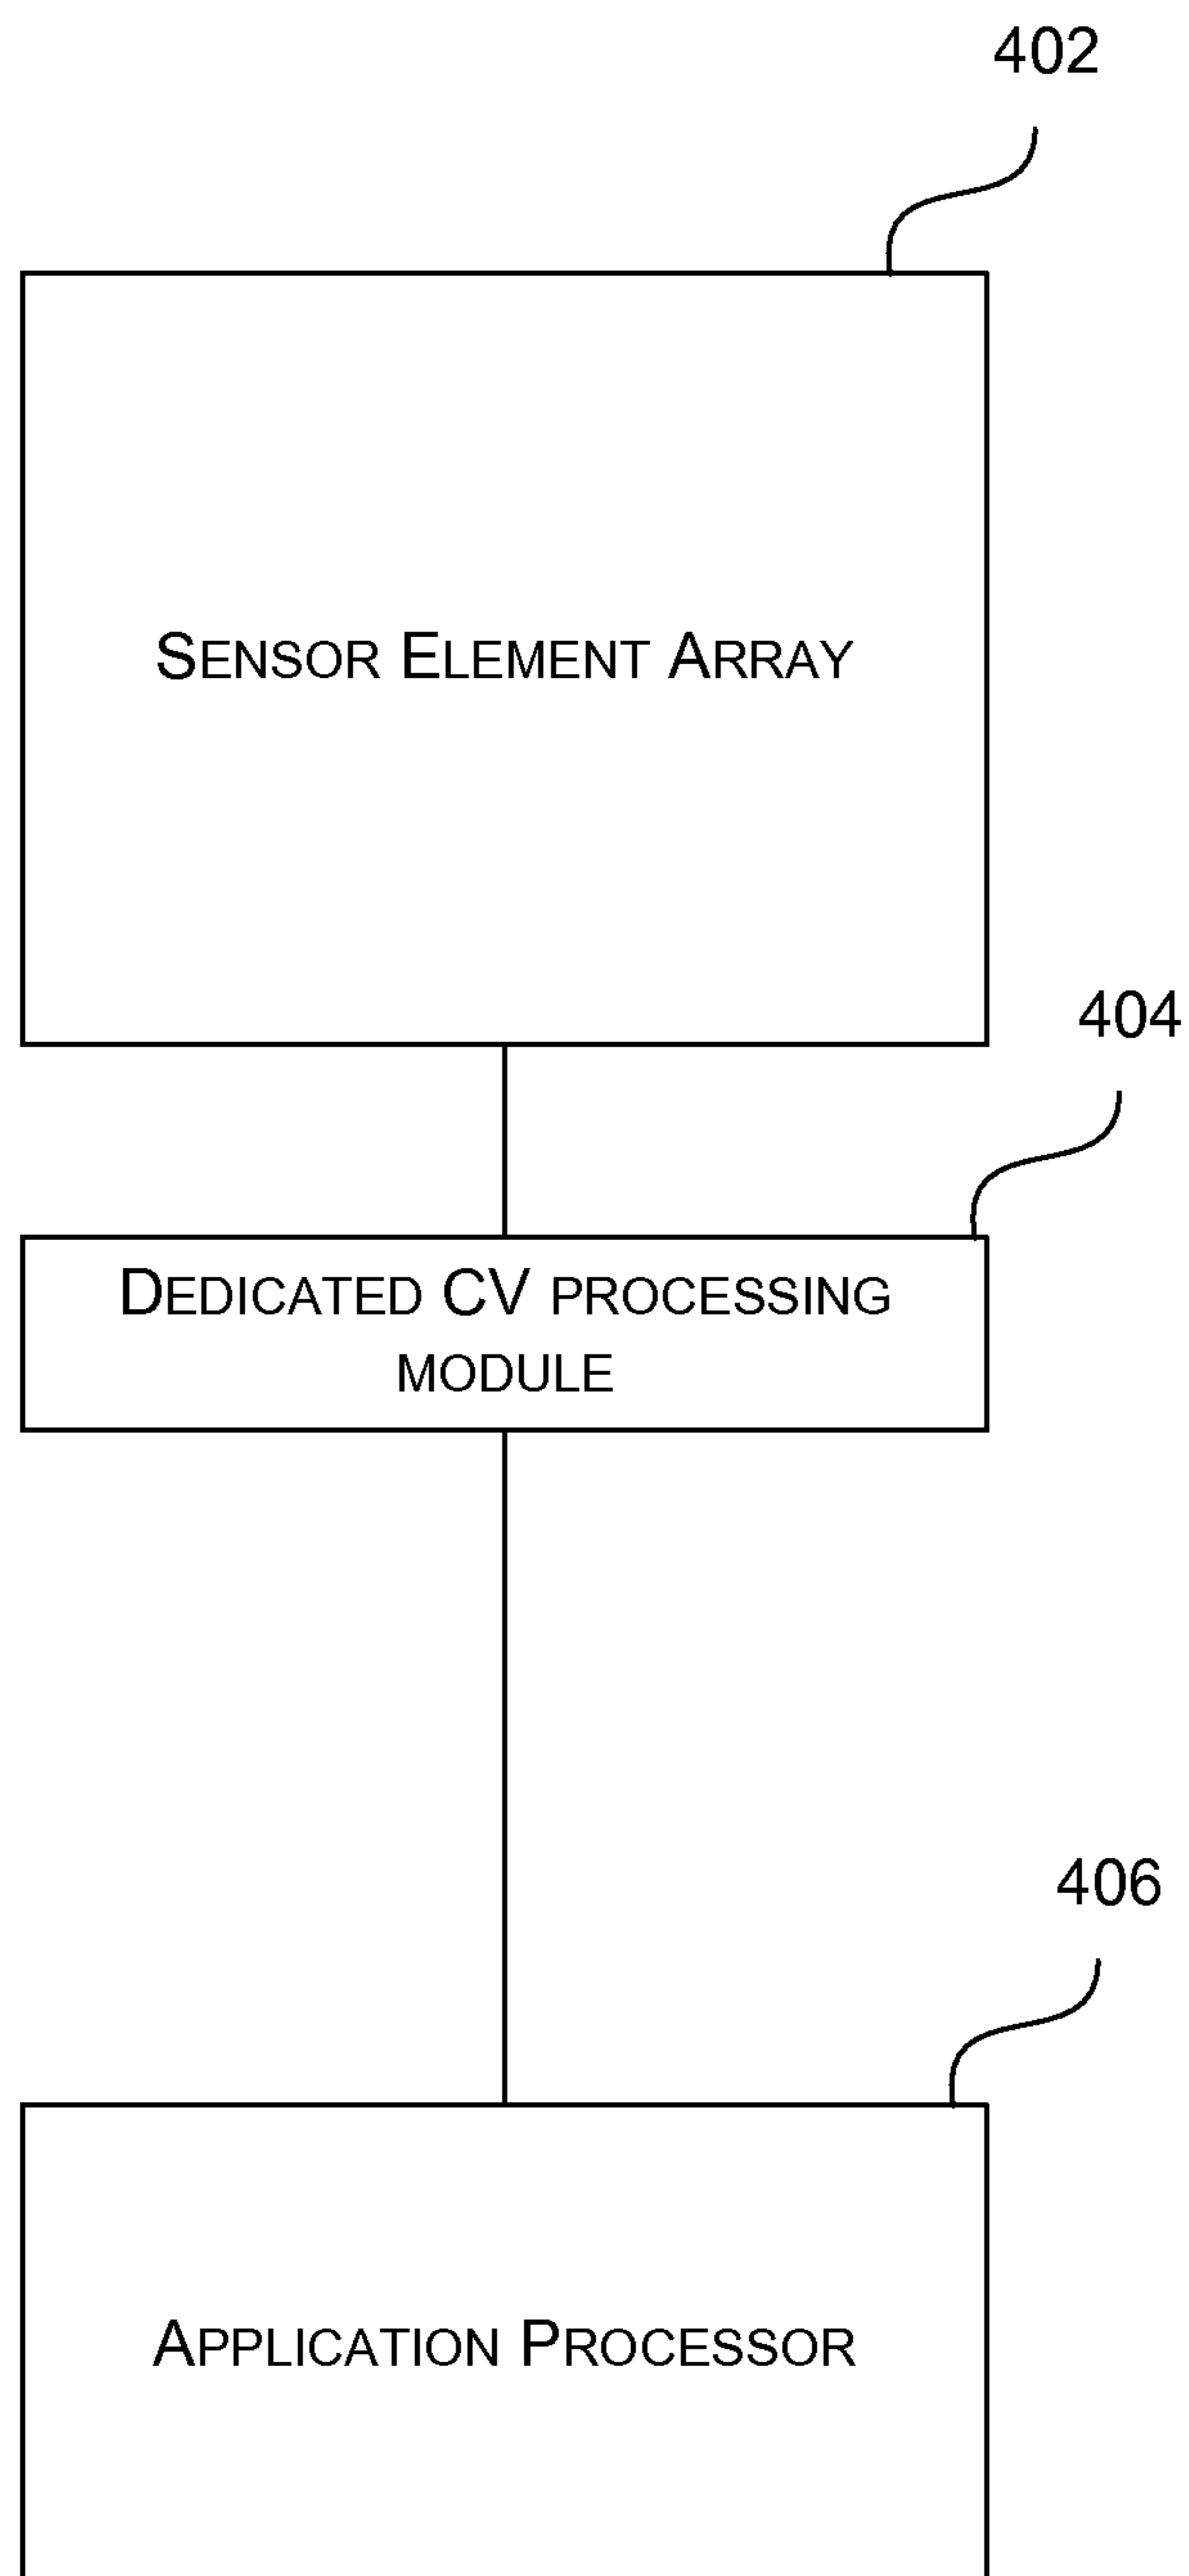 402
SENSOR ELEMENT ARRAY
404
DEDICATED CV PROCESSING
MODULE
406
APPLICATION PROCESSOR